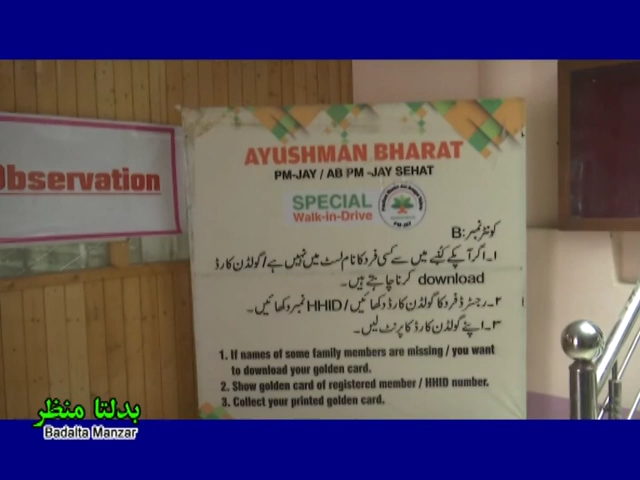 Observation
AYUSHMAN BHARAT
PM-JAY / AB PM -JAY SEHAT
SPECIAL
Walk-in-Drive
PM-JAY
کونٹر نمبر: B
۱۔ اگر آپکے کنبے میں سے کسی فرد کا نام لسٹ میں نہیں ہے/ گولڈن کارڈ
download کرنا چاہتے ہیں۔
۲۔ رجسٹرڈ فرد کا گولڈن کارڈ دکھائیں/ HHID نمبر دکھائیں۔
۳۔ اپنے گولڈن کارڈ کا پرنٹ لیں۔
1. If names of some family members are missing / you want
to download your golden card.
2. Show golden card of registered member / HHID number.
3. Collect your printed golden card.
بدلتا منظر
Badalta Manzar